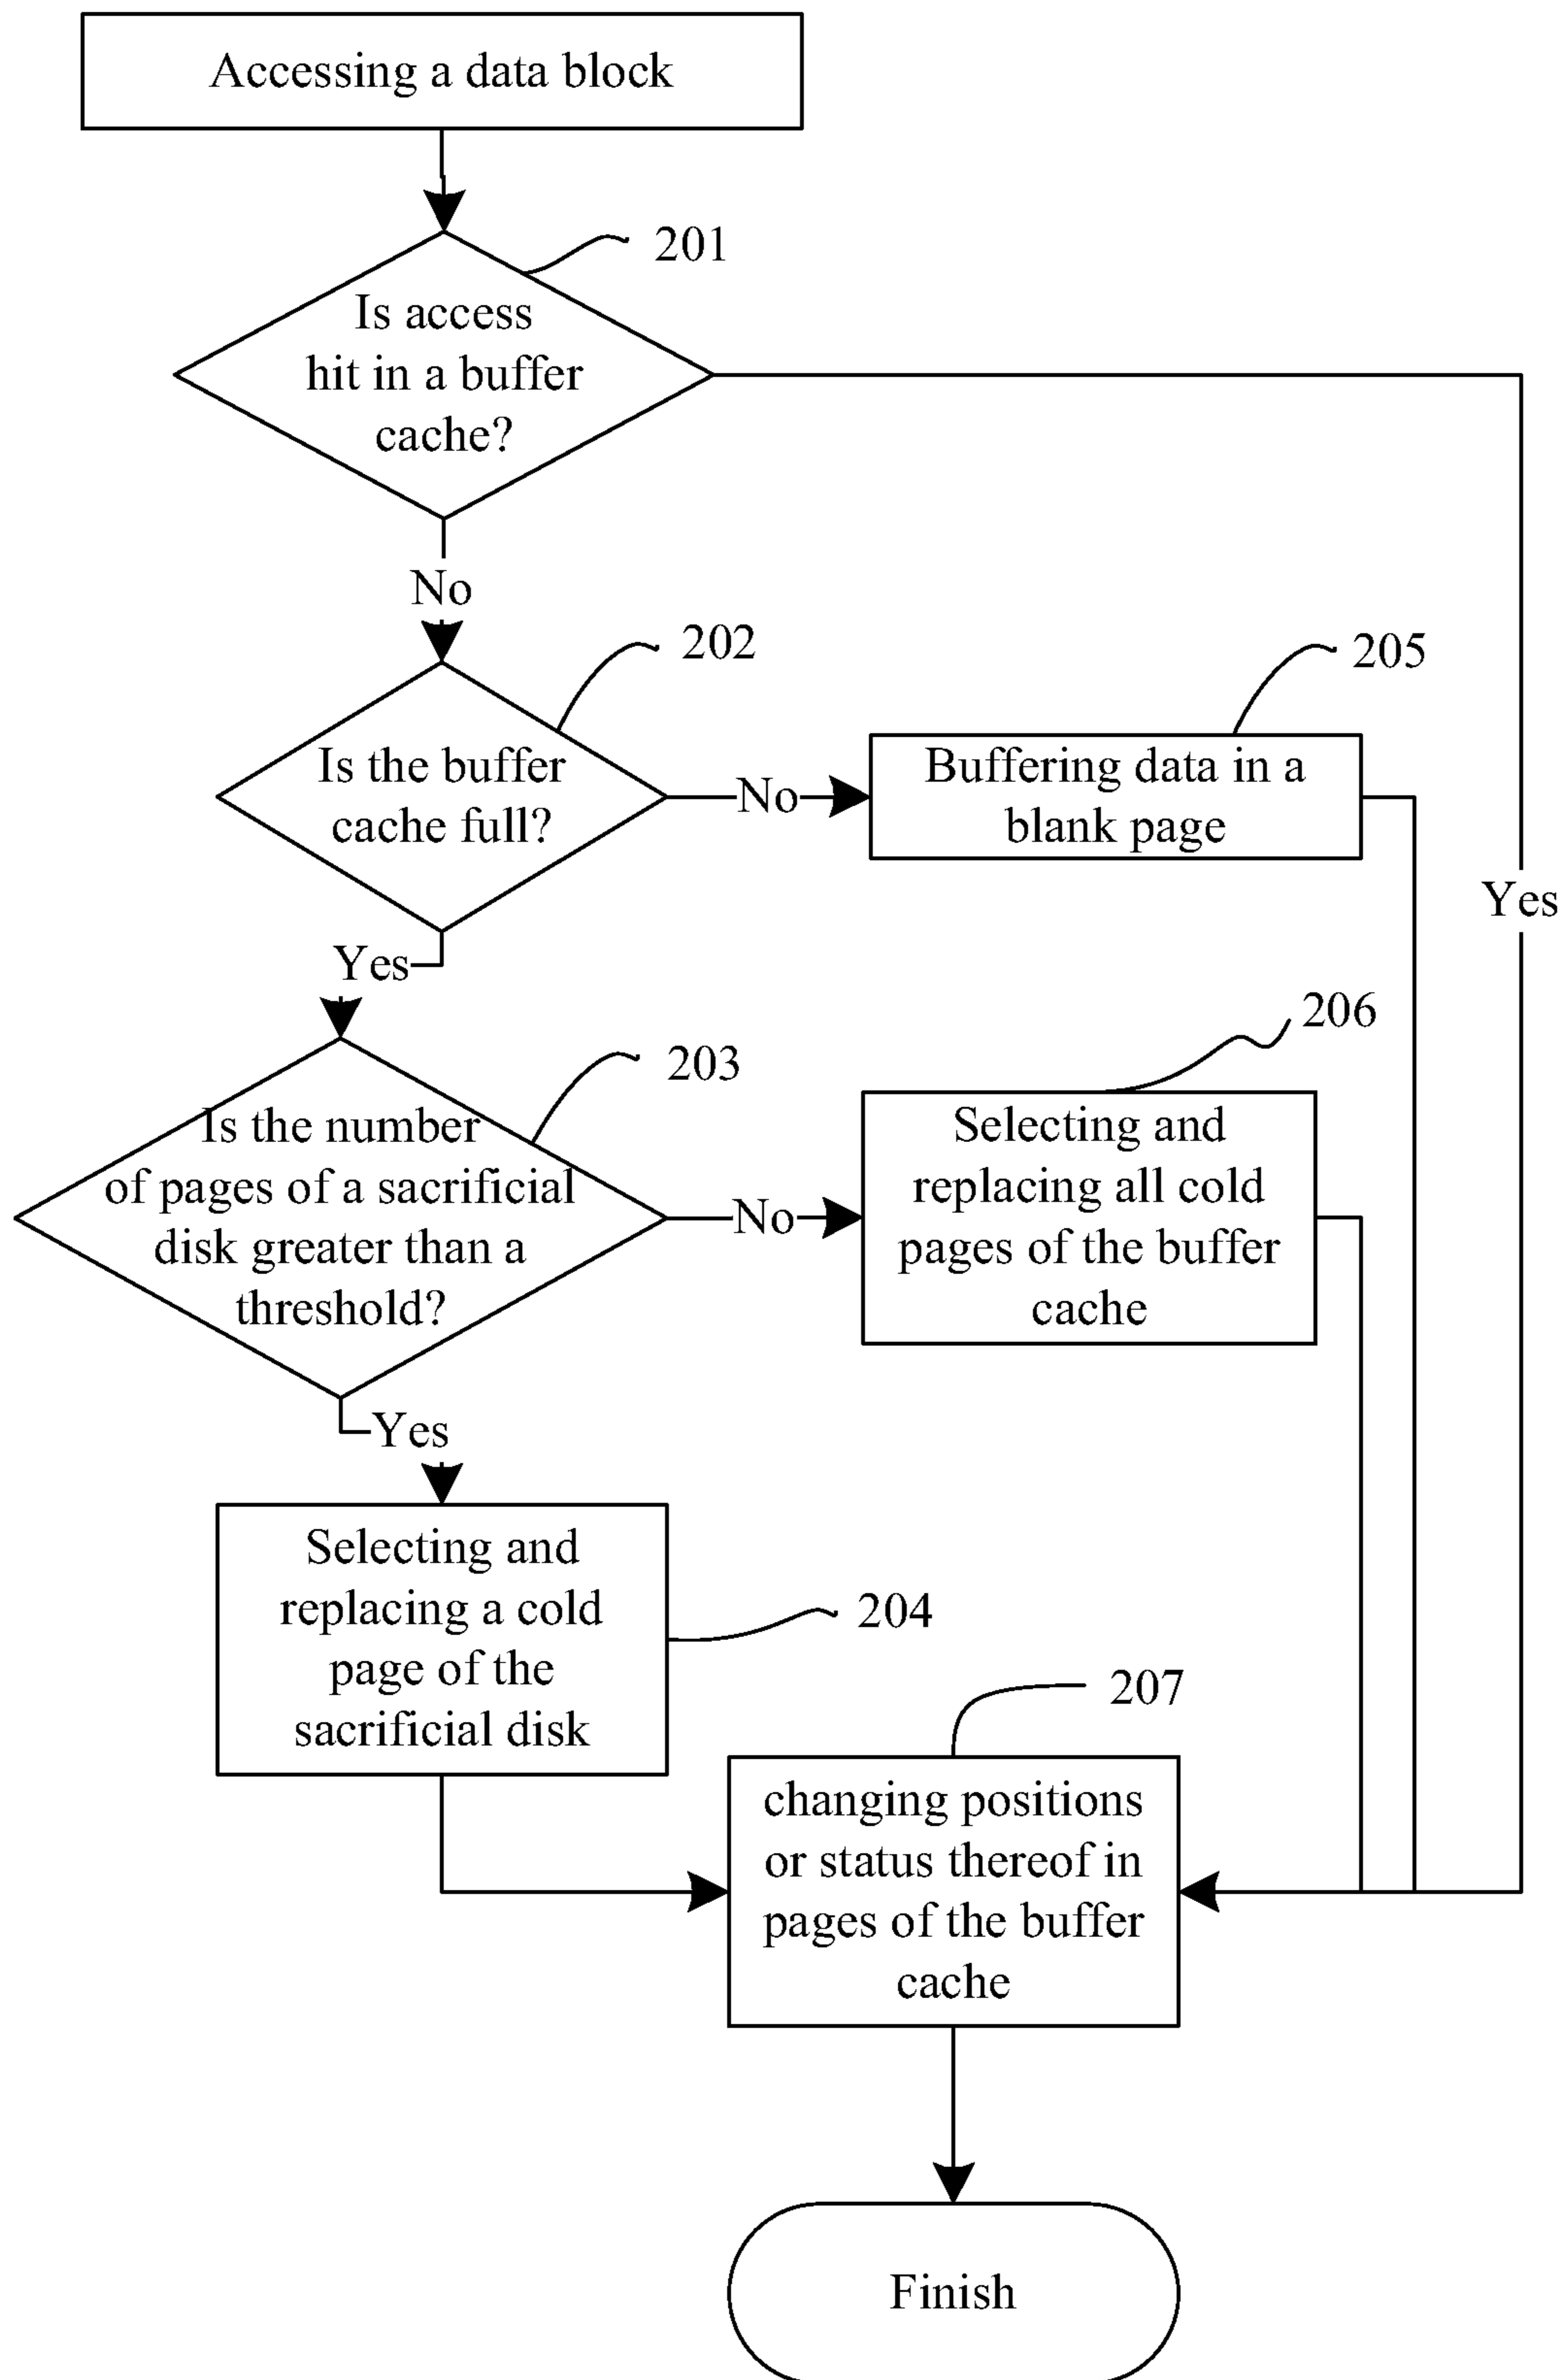 Accessing a data block
201
Is access
hit in a buffer
cache?
No
202
Is the buffer
cache full?
No
205
Buffering data in a
blank page
Yes
Yes
203
Is the number
of pages of a sacrificial
disk greater than a
threshold?
No
206
Selecting and
replacing all cold
pages of the buffer
cache
Yes
Selecting and
replacing a cold
page of the
sacrificial disk
204
207
changing positions
or status thereof in
pages of the buffer
cache
Finish